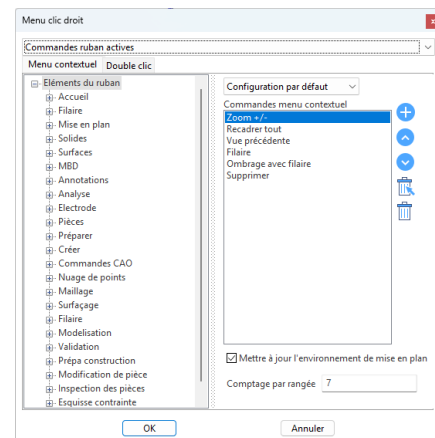 Menu clic droit
Commandes ruban actives
Menu contextuel
Double clic
Eléments du ruban
Accueil
Filaire
Mise en plan
Solides
Surfaces
MBD
Annotations
Analyse
Electrode
Pièces
Préparer
Créer
Commandes CAO
Nuage de points
Maillage
Surfaçage
Filaire
Modelisation
Validation
Prépa construction
Modification de pièce
Inspection des pièces
Esquisse contrainte
Configuration par défaut
Commandes menu contextuel
Zoom +/-
Recadrer tout
Vue précédente
Filaire
Ombrage avec filaire
Supprimer
Mettre à jour l'environnement de mise en plan
Comptage par rangée 7
OK
Annuler